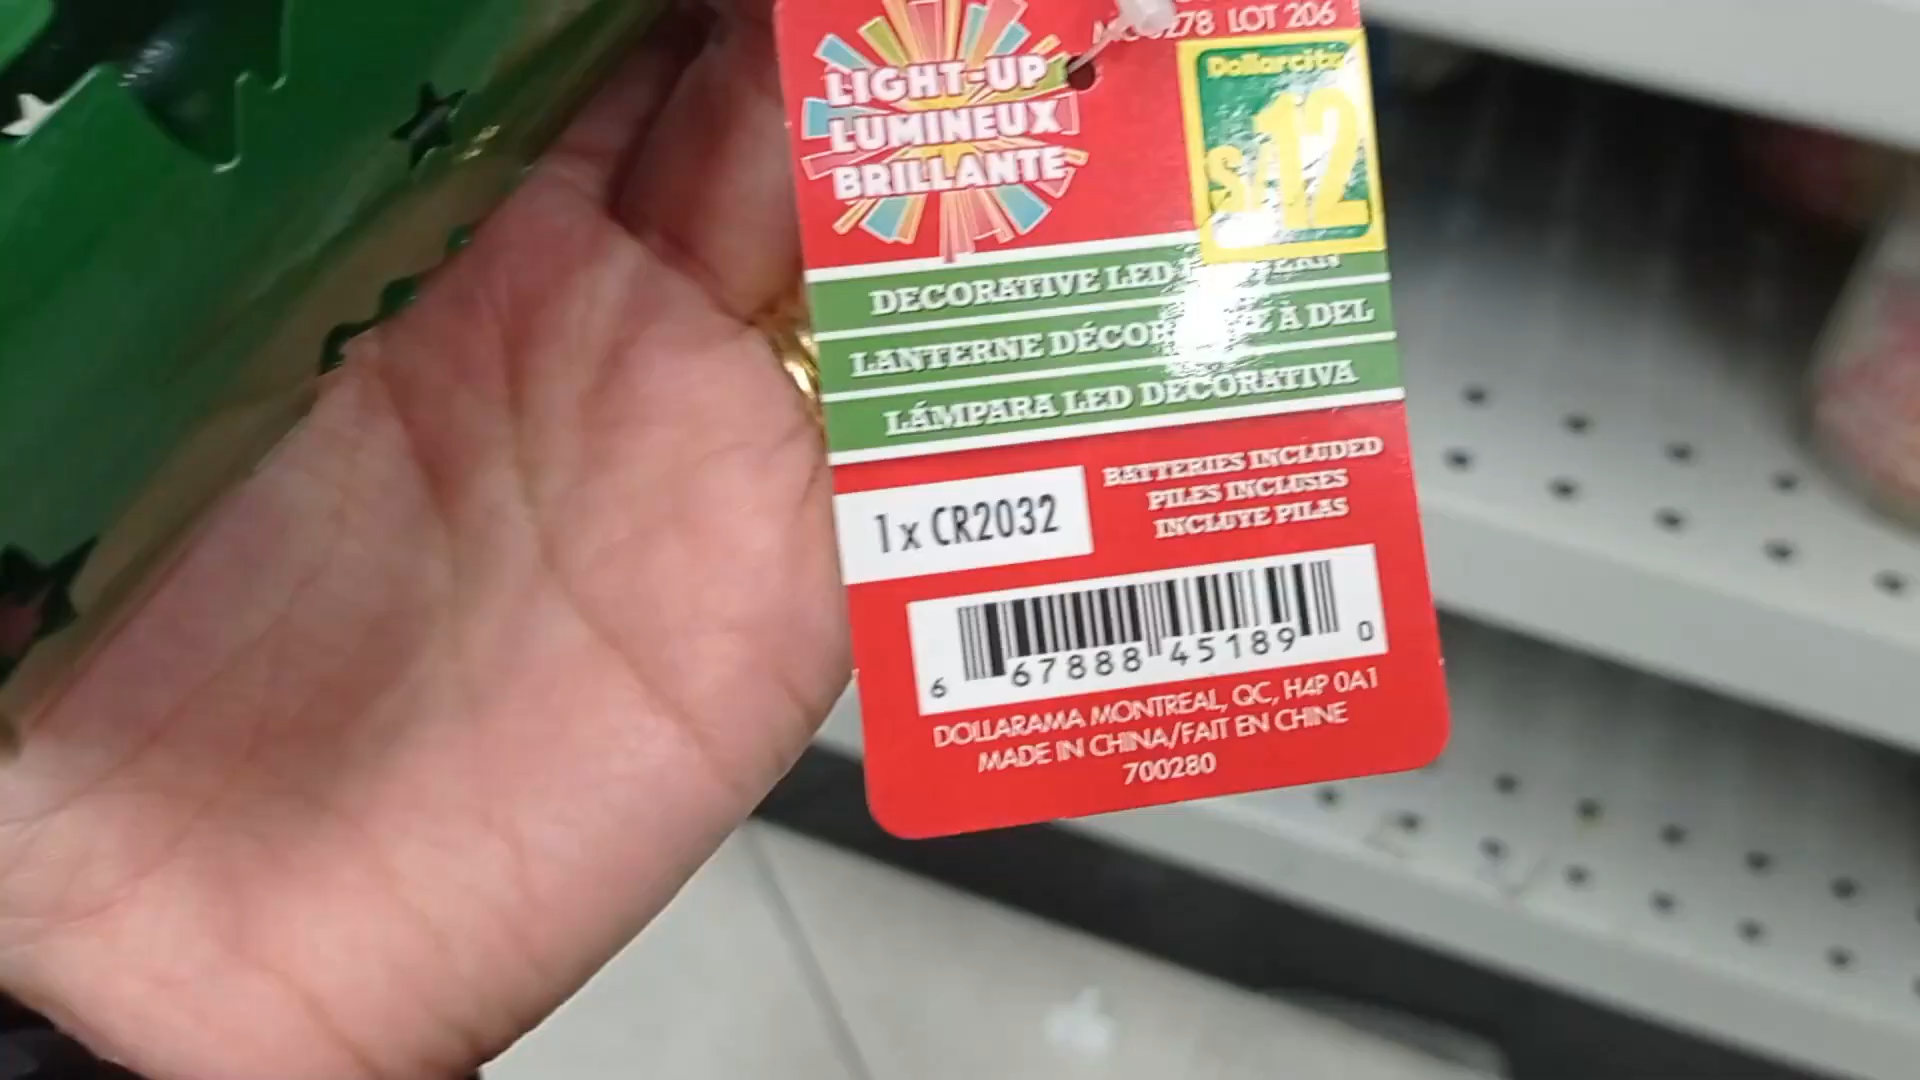 LOT 206
LIGHT-UP
LUMINEUX
BRILLANTE
Dollarcity
S/12
DECORATIVE LED
LANTERNE À DEL
LÁMPARA LED DECORATIVA
1 x CR2032
BATTERIES INCLUDED
PILES INCLUSES
INCLUYE PILAS
6 67888 45189 0
DOLLARAMA MONTREAL, QC, H4P 0A1
MADE IN CHINA/FAIT EN CHINE
700280